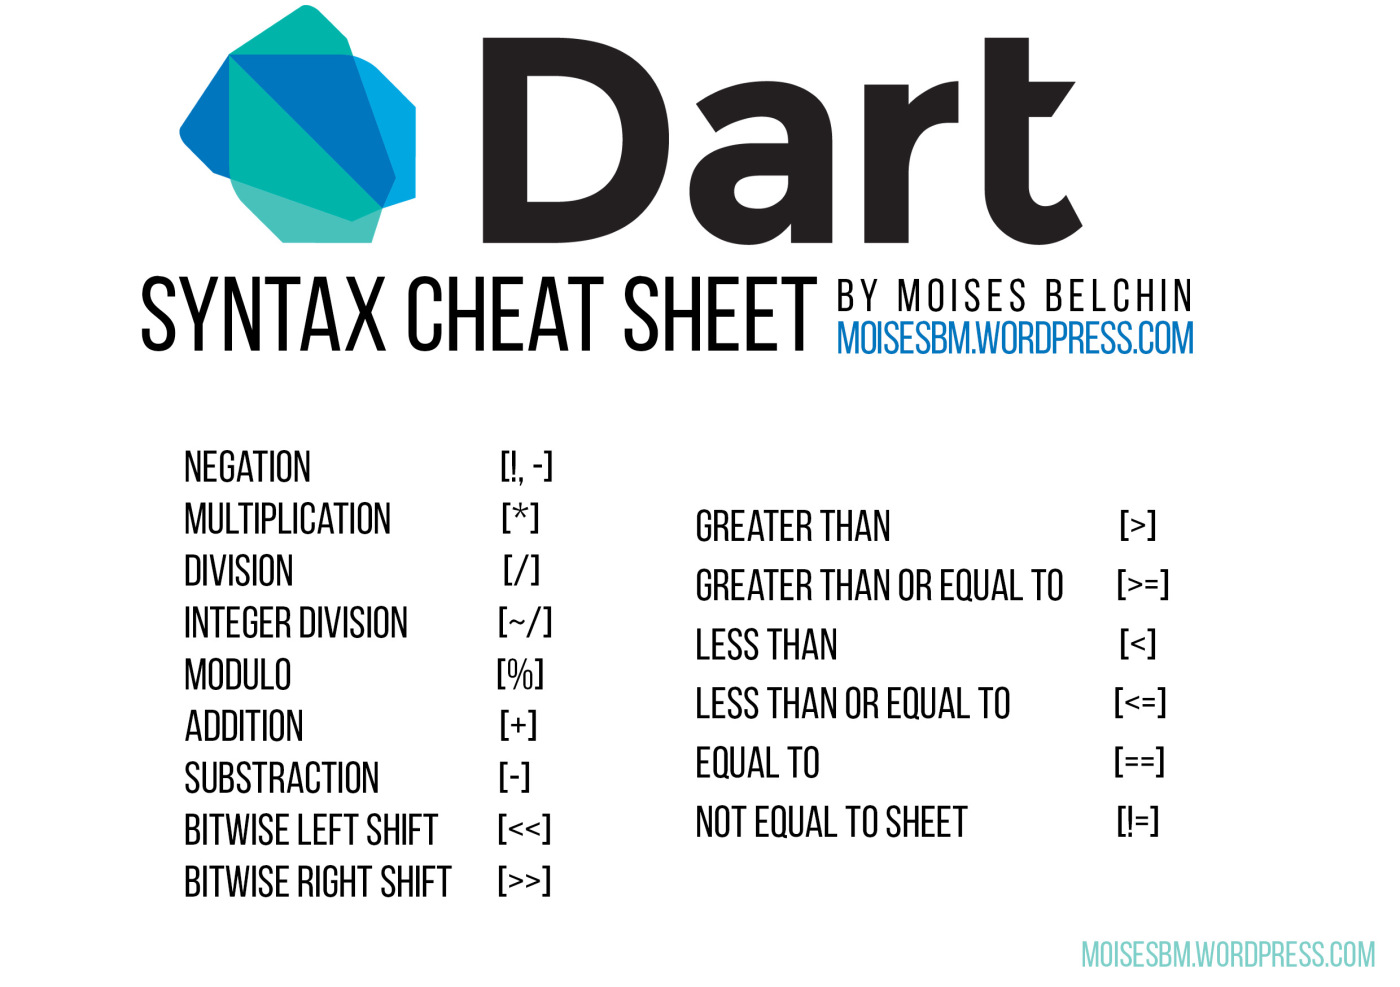 Dart
SYNTAX CHEAT SHEET
BY MOISES BELCHIN
MOISESBM.WORDPRESS.COM
NEGATION [!, -]
MULTIPLICATION [*]
DIVISION [/]
INTEGER DIVISION [~/]
MODULO [%]
ADDITION [+]
SUBSTRACTION [-]
BITWISE LEFT SHIFT [<<]
BITWISE RIGHT SHIFT [>>]
GREATER THAN [>]
GREATER THAN OR EQUAL TO [>=]
LESS THAN [<]
LESS THAN OR EQUAL TO [<=]
EQUAL TO [==]
NOT EQUAL TO SHEET [!=]
MOISESBM.WORDPRESS.COM